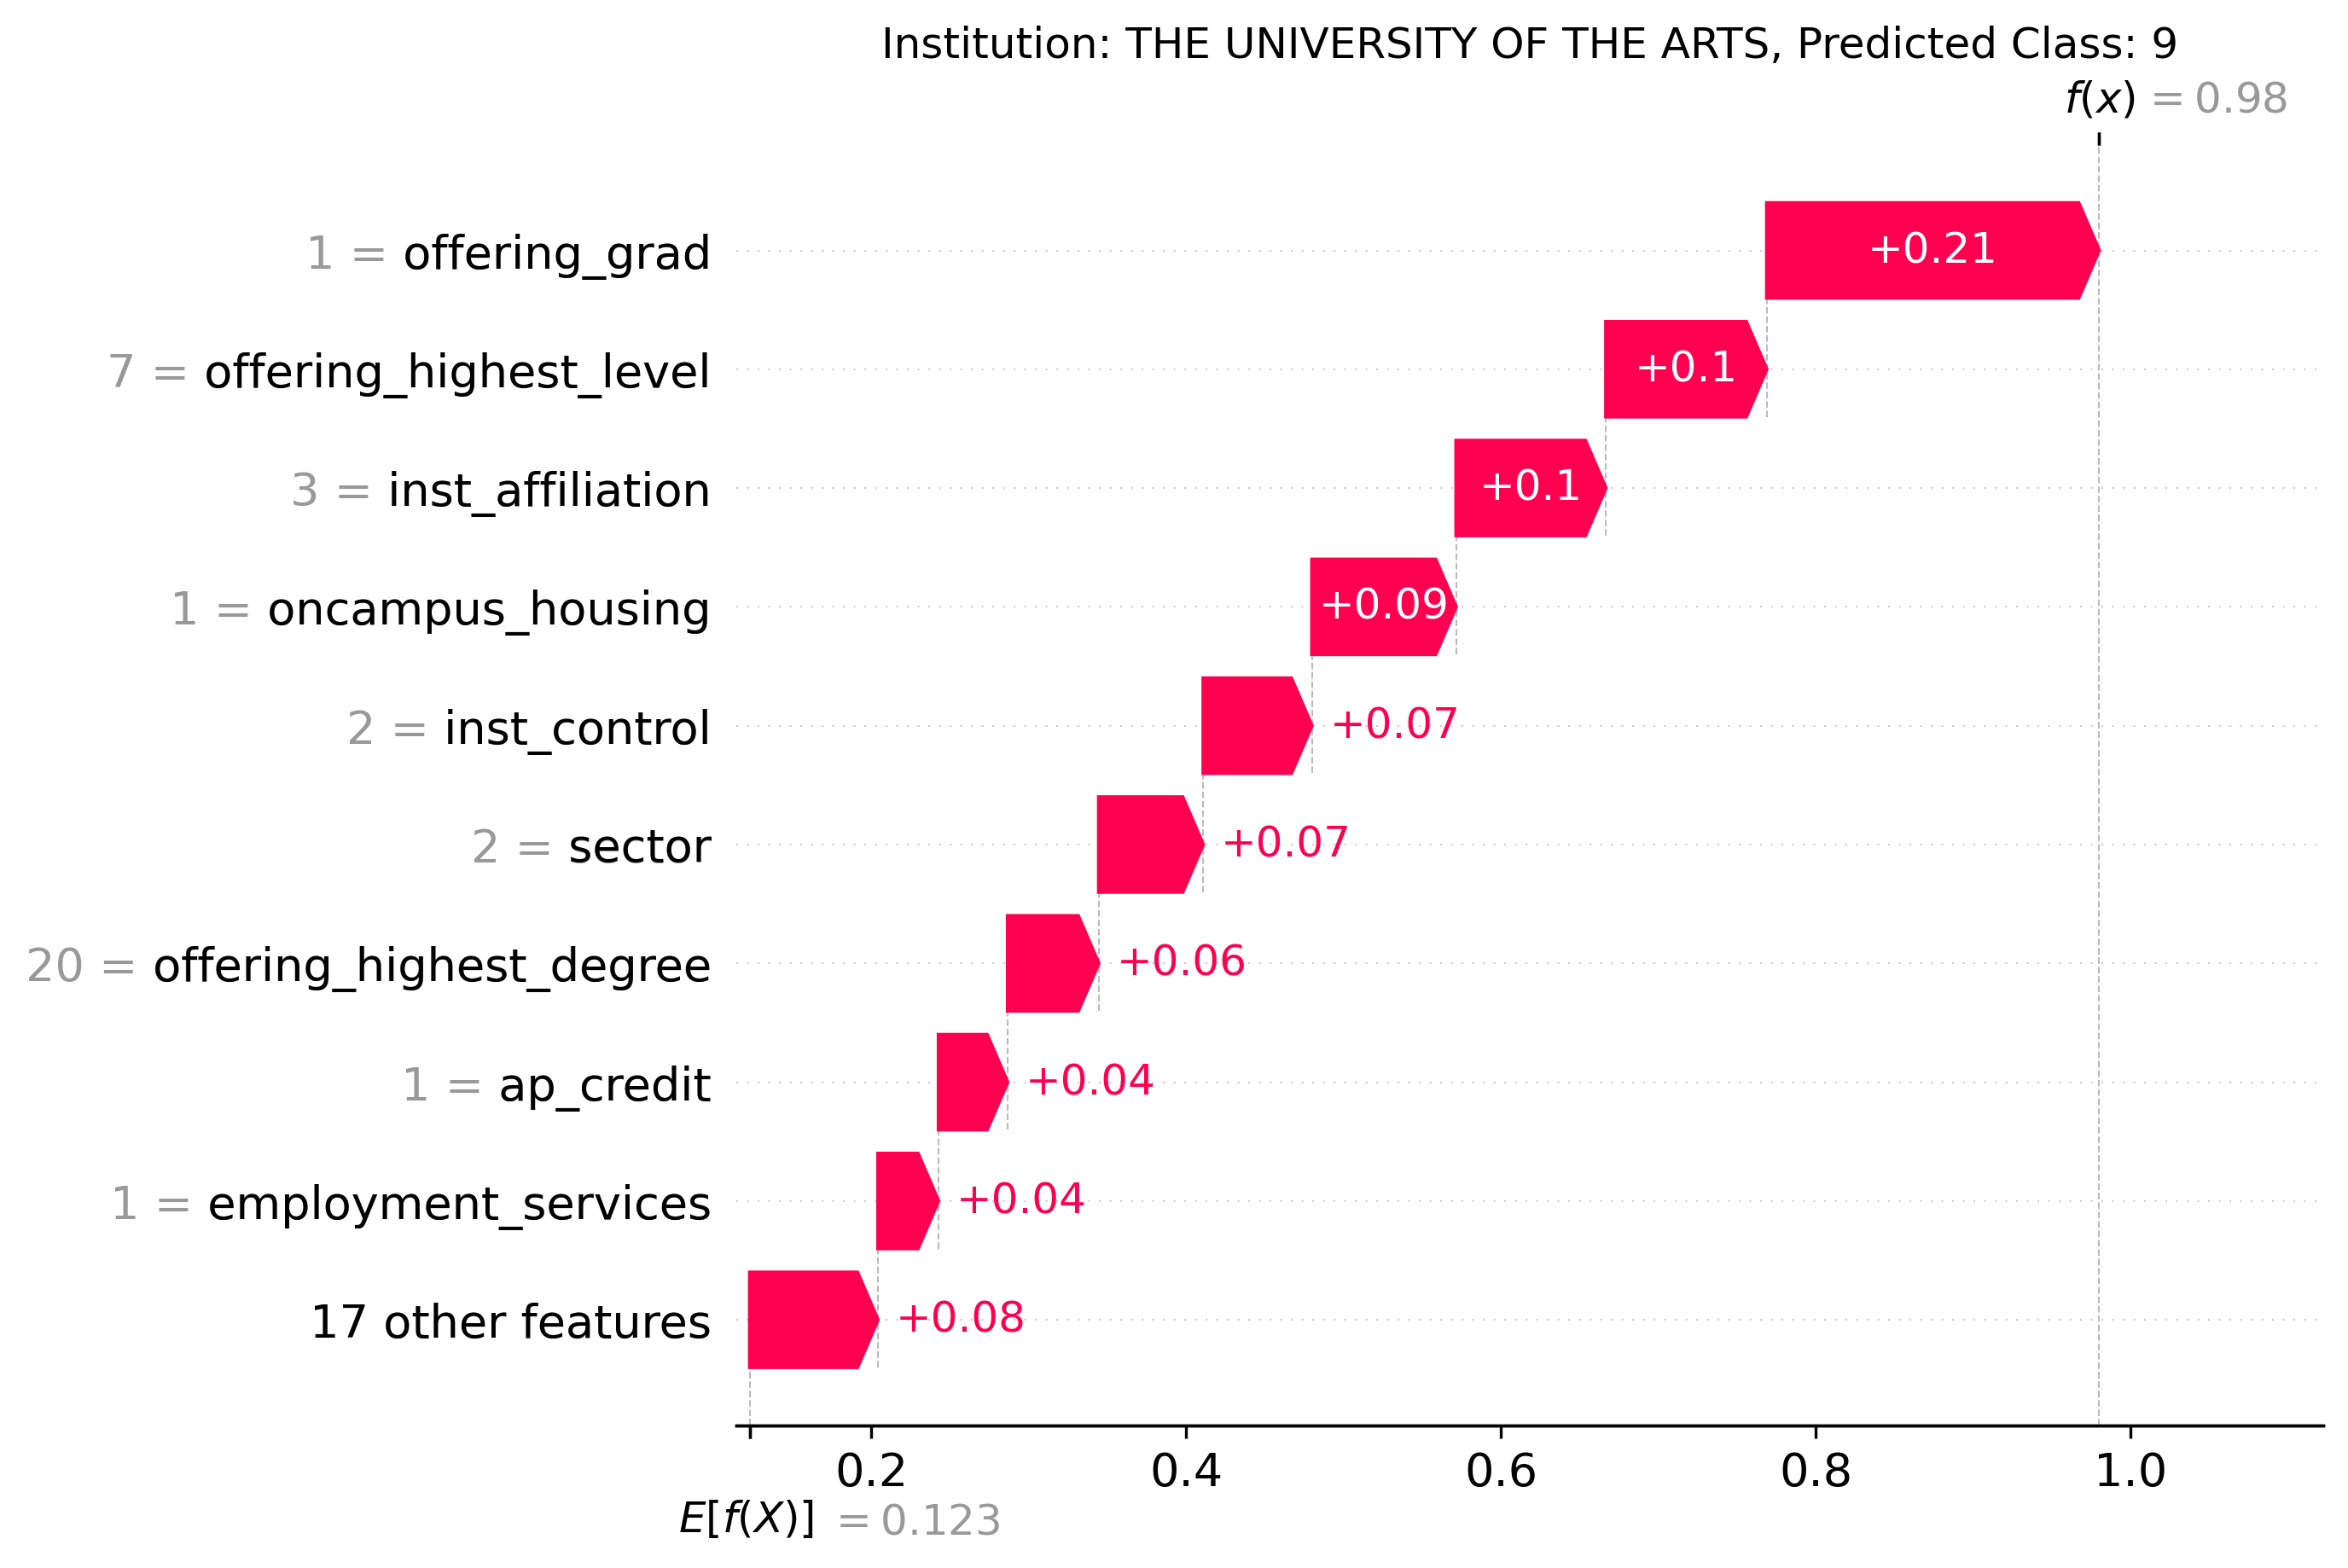 Institution: THE UNIVERSITY OF THE ARTS, Predicted Class: 9
f(x) = 0.98
1 = offering_grad +0.21
7 = offering_highest_level +0.1
3 = inst_affiliation +0.1
1 = oncampus_housing +0.09
2 = inst_control +0.07
2 = sector +0.07
20 = offering_highest_degree +0.06
1 = ap_credit +0.04
1 = employment_services +0.04
17 other features +0.08
0.2 0.4 0.6 0.8 1.0
E[f(X)] = 0.123